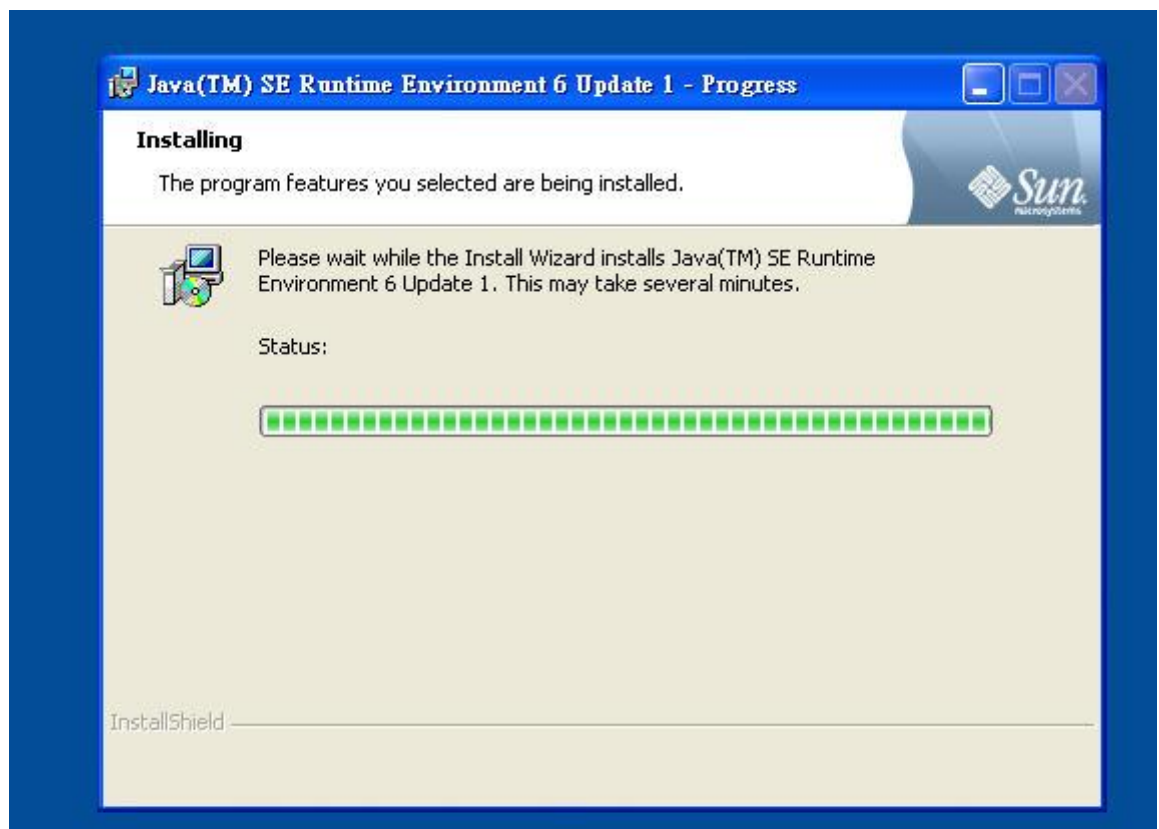 Java(TM) SE Runtime Environment 6 Update 1 - Progress
Installing
The program features you selected are being installed.
Sun
microsystems
Please wait while the Install Wizard installs Java(TM) SE Runtime
Environment 6 Update 1. This may take several minutes.
Status:
InstallShield